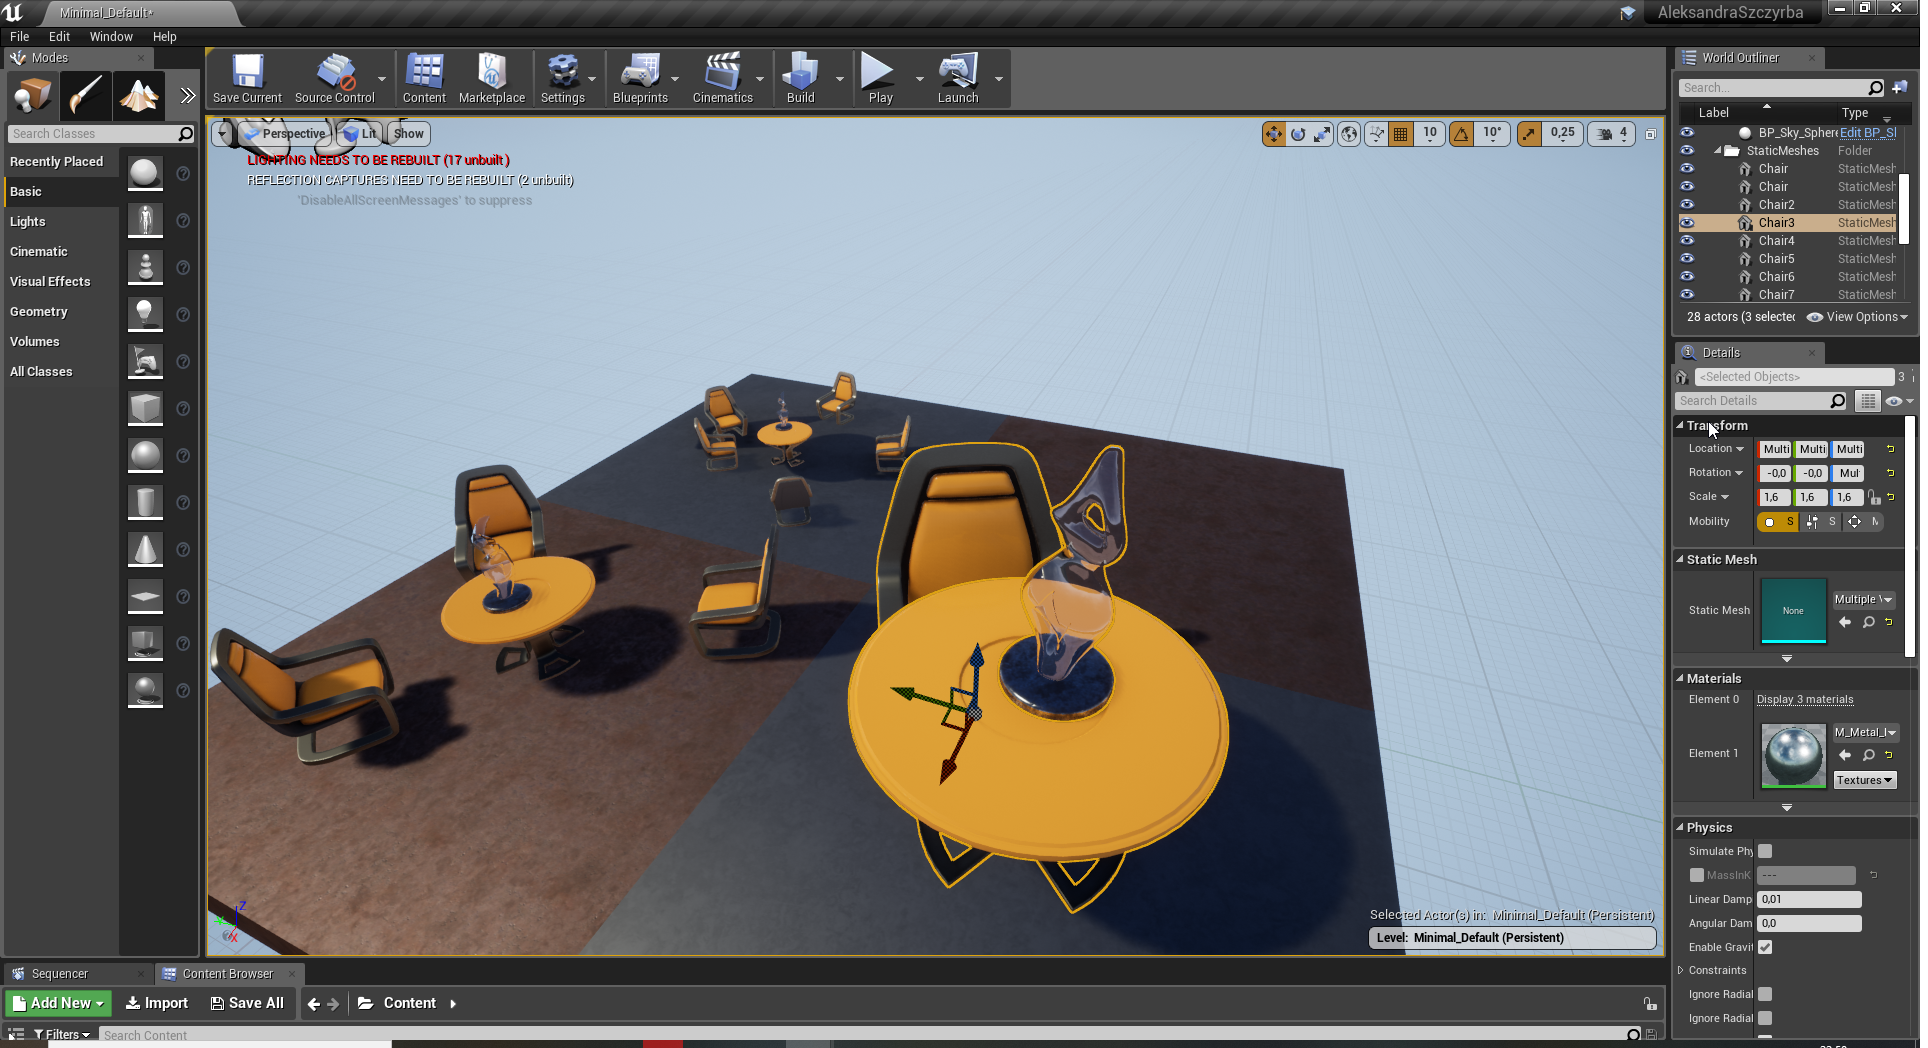 Minimal_Default*
AleksandraSzczyrba
File Edit Window Help
Modes
Search Classes
Recently Placed
Basic
Lights
Cinematic
Visual Effects
Geometry
Volumes
All Classes
Save Current Source Control Content Marketplace Settings Blueprints Cinematics Build Play Launch
Perspective Lit Show
10 10° 0,25 4
LIGHTING NEEDS TO BE REBUILT (17 unbuilt)
REFLECTION CAPTURES NEED TO BE REBUILT (2 unbuilt)
'DisableAllScreenMessages' to suppress
Z
X
Selected Actor(s) in: Minimal_Default (Persistent)
Level: Minimal_Default (Persistent)
World Outliner
Search...
Label Type
BP_Sky_Sphere Edit BP_Sl
StaticMeshes Folder
Chair StaticMesh
Chair StaticMesh
Chair2 StaticMesh
Chair3 StaticMesh
Chair4 StaticMesh
Chair5 StaticMesh
Chair6 StaticMesh
Chair7 StaticMesh
28 actors (3 selectec View Options
Details
<Selected Objects> 3
Search Details
Transform
Location Multi Multi Multi
Rotation -0,0 -0,0 Mul
Scale 1,6 1,6 1,6
Mobility S S M
Static Mesh
Static Mesh None Multiple V
Materials
Element 0 Display 3 materials
Element 1 M_Metal_
Textures
Physics
Simulate Phy
MassInK ---
Linear Damp 0,01
Angular Dam 0,0
Enable Gravit
Constraints
Ignore Radial
Ignore Radial
Sequencer Content Browser
Add New Import Save All Content
Filters Search Content